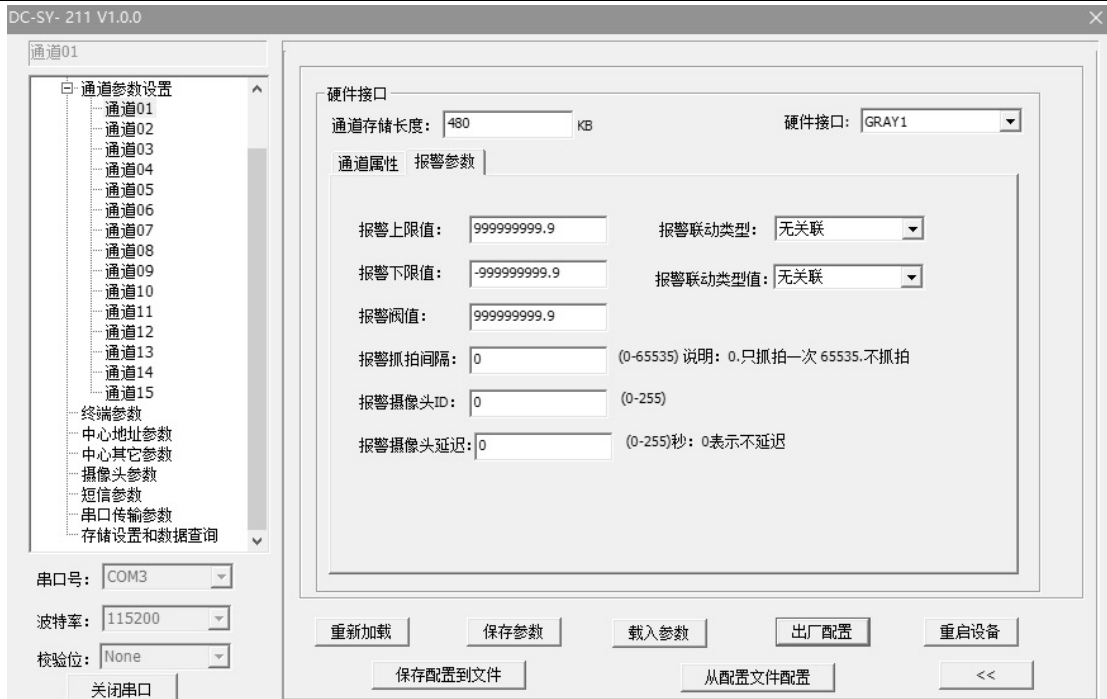 DC-SY- 211 V1.0.0
通道01
通道参数设置
通道01
通道02
通道03
通道04
通道05
通道06
通道07
通道08
通道09
通道10
通道11
通道12
通道13
通道14
通道15
终端参数
中心地址参数
中心其它参数
摄像头参数
短信参数
串口传输参数
存储设置和数据查询
串口号: COM3
波特率: 115200
校验位: None
关闭串口
硬件接口
通道存储长度: 480 KB 硬件接口: GRAY1
通道属性 报警参数
报警上限值: 999999999.9 报警联动类型: 无关联
报警下限值: -999999999.9 报警联动类型值: 无关联
报警阀值: 999999999.9
报警抓拍间隔: 0 (0-65535) 说明: 0.只抓拍一次 65535.不抓拍
报警摄像头ID: 0 (0-255)
报警摄像头延迟: 0 (0-255)秒: 0表示不延迟
重新加载 保存参数 载入参数 出厂配置 重启设备
保存配置到文件 从配置文件配置 <<